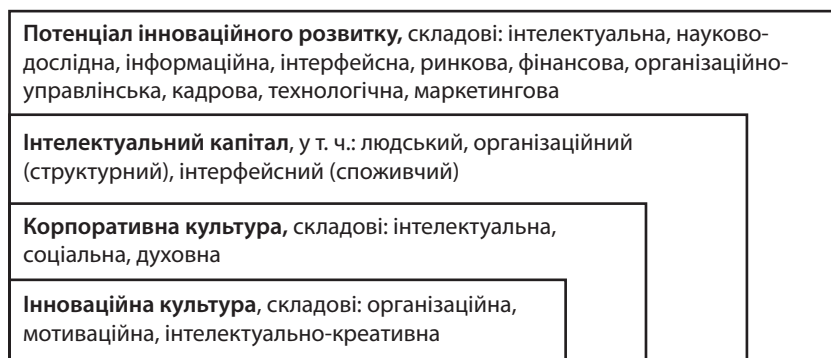 Потенціал інноваційного розвитку, складові: інтелектуальна, науково-
дослідна, інформаційна, інтерфейсна, ринкова, фінансова, організаційно-
управлінська, кадрова, технологічна, маркетингова
Інтелектуальний капітал, у т. ч.: людський, організаційний
(структурний), інтерфейсний (споживчий)
Корпоративна культура, складові: інтелектуальна,
соціальна, духовна
Інноваційна культура, складові: організаційна,
мотиваційна, інтелектуально-креативна